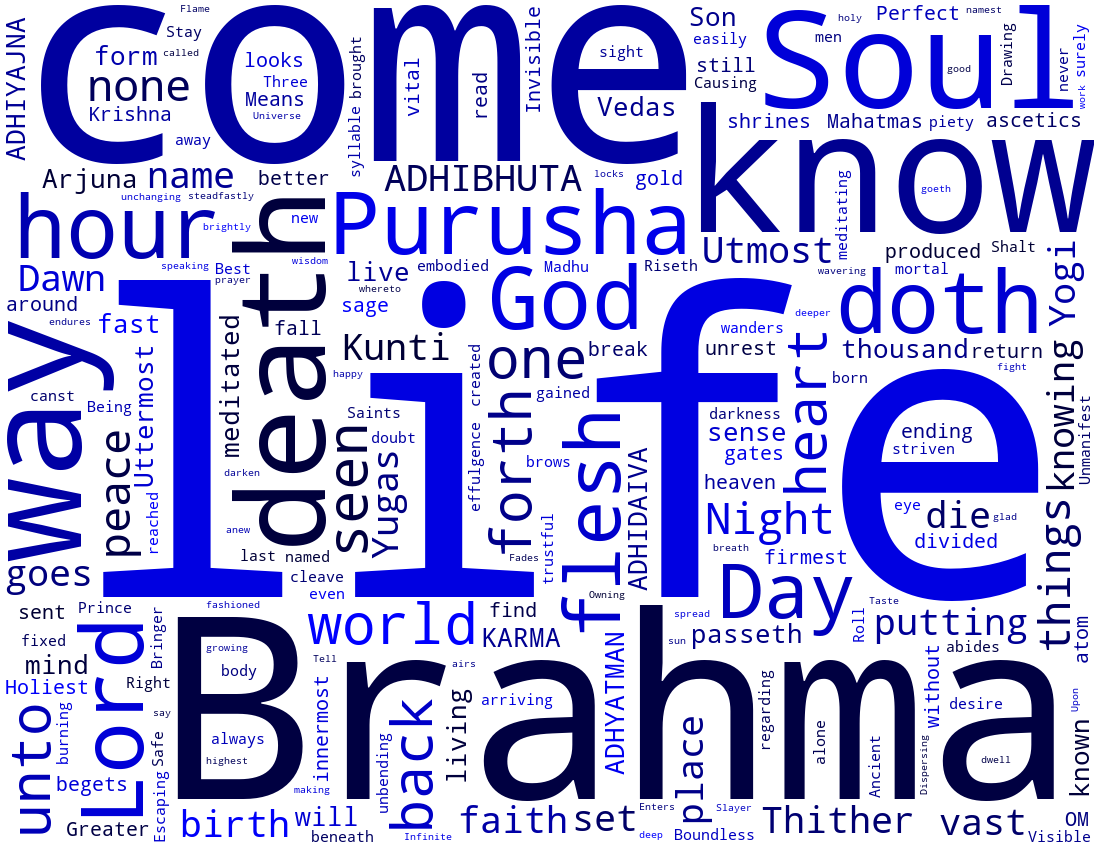 come
Soul
know
life
Brahma
Flame
Stay
called
form
none
looks
Three
Means
Krishna
Universe
away
ADHIYAJNA
syllable
brought
vital
read
Invisible
sight
Vedas
Son
easily
still
Causing
men
holy
Perfect
namest
good
Drawing
never
surely
work
shrines
Mahatmas
piety
ascetics
Arjuna
name
better
ADHIBHUTA
locks
gold
unchanging
steadfastly
hour
brightly
new
death
Purusha
goeth
meditating
Utmost
produced
Shalt
Yogi
Dawn
speaking
Best
prayer
wisdom
live
whereto
embodied
Madhu
Riseth
God
wavering
mortal
doth
around
endures
fast
sage
fall
Kunti
one
break
wanders
unrest
deeper
thousand
return
fight
way
canst
Being
Uttermost
meditated
happy
created
gained
heart
born
knowing
Unmanifest
Saints
doubt
seen
Yugas
effulgence
forth
brows
flesh
ADHIDAIVA
darkness
sense
gates
heaven
ending
striven
peace
reached
darken
anew
last
named
trustful
Fades
Night
breath
firmest
eye
die
glad
divided
things
goes
cleave
even
Owning
Day
Taste
sent
Prince
fashioned
world
find
KARMA
spread
sun
passeth
Roll
putting
atom
fixed
mind
Lord
Bringer
growing
Tell
airs
ADHYATMAN
abides
Holiest
Right
body
innermost
back
living
arriving
place
regarding
without
desire
known
Upon
unto
burning
say
Safe
always
highest
unbending
alone
Ancient
Dispersing
dwell
begets
Escaping
making
Greater
birth
will
beneath
Infinite
faith
set
Enters
deep
Boundless
Slayer
Thither
vast
OM
Visible